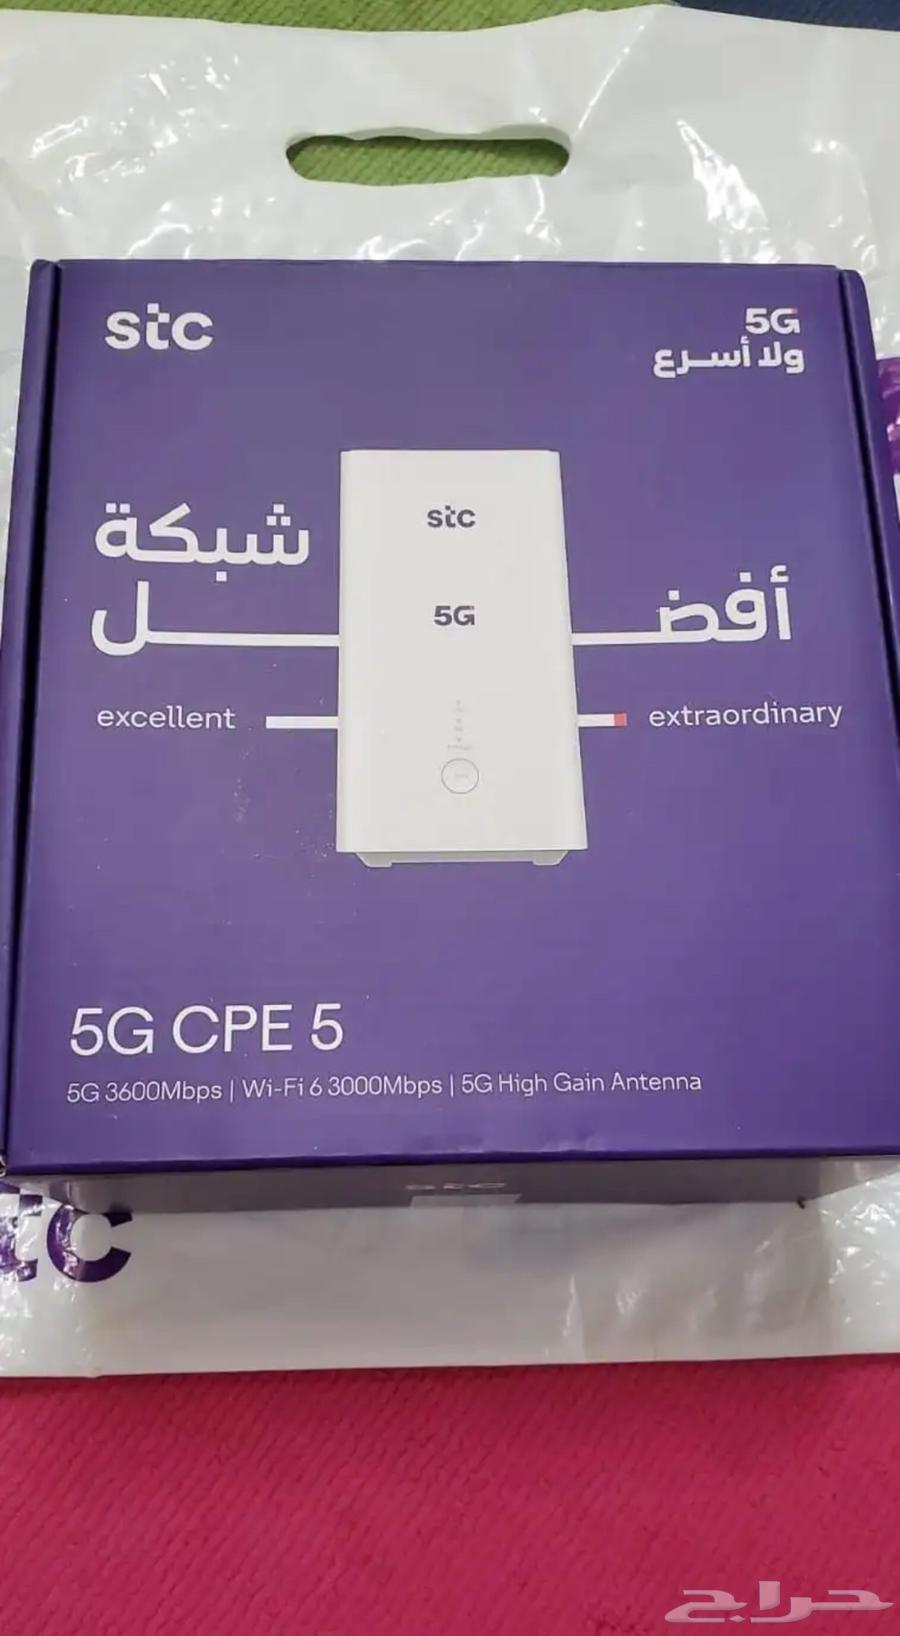 stc
5G
ولا أسرع
شبكة
أفضل
stc
5G
excellent
extraordinary
5G CPE 5
5G 3600Mbps | Wi-Fi 6 3000Mbps | 5G High Gain Antenna
stc
tc
حراج